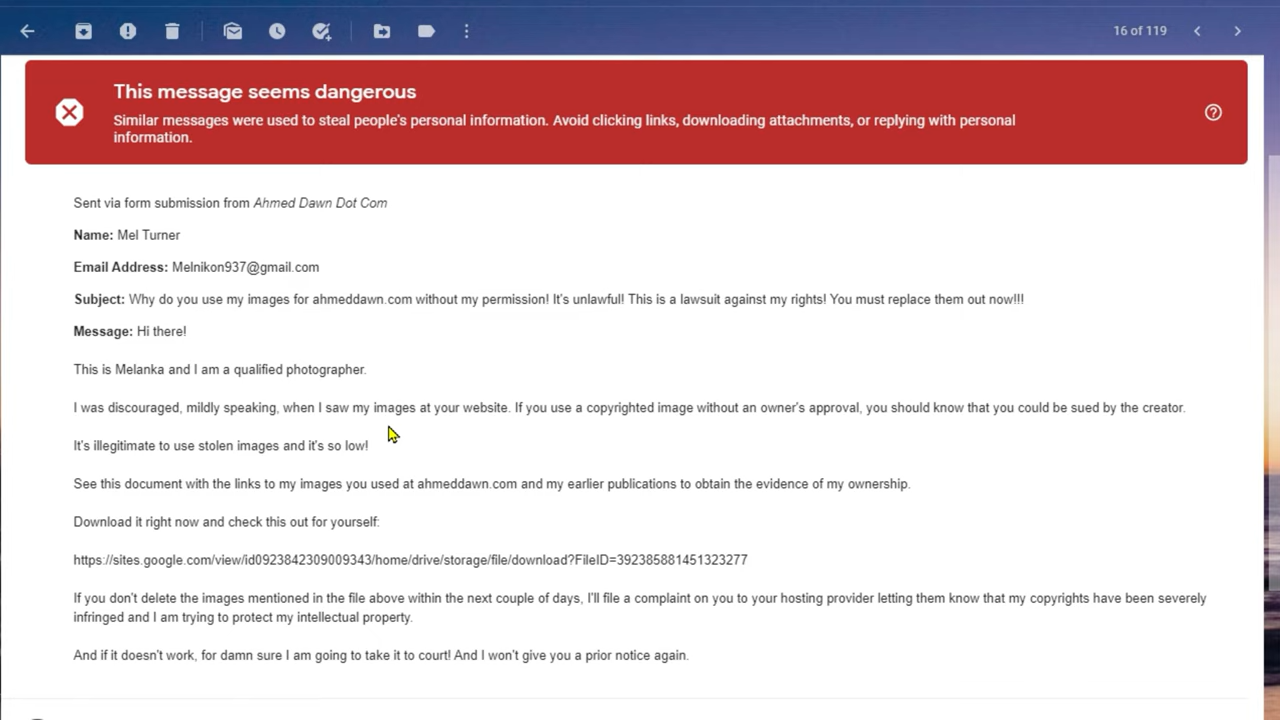 16 of 119
This message seems dangerous
Similar messages were used to steal people's personal information. Avoid clicking links, downloading attachments, or replying with personal
information.
Sent via form submission from Ahmed Dawn Dot Com
Name: Mel Turner
Email Address: Melnikon937@gmail.com
Subject: Why do you use my images for ahmeddawn.com without my permission! It's unlawful! This is a lawsuit against my rights! You must replace them out now!!!
Message: Hi there!
This is Melanka and I am a qualified photographer.
I was discouraged, mildly speaking, when I saw my images at your website. If you use a copyrighted image without an owner's approval, you should know that you could be sued by the creator.
It's illegitimate to use stolen images and it's so low!
See this document with the links to my images you used at ahmeddawn.com and my earlier publications to obtain the evidence of my ownership.
Download it right now and check this out for yourself:
https://sites.google.com/view/id0923842309009343/home/drive/storage/file/download?FileID=392385881451323277
If you don't delete the images mentioned in the file above within the next couple of days, I'll file a complaint on you to your hosting provider letting them know that my copyrights have been severely
infringed and I am trying to protect my intellectual property.
And if it doesn't work, for damn sure I am going to take it to court! And I won't give you a prior notice again.